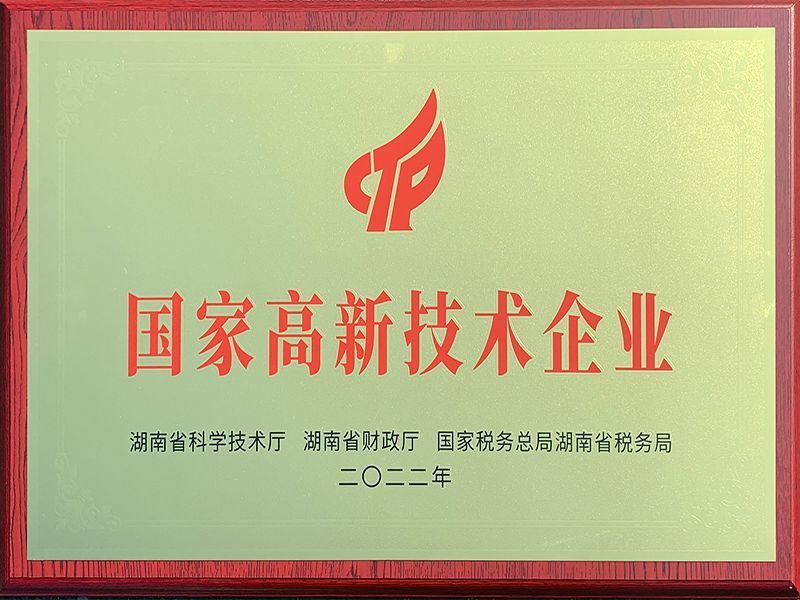 CTP
国家高新技术企业
湖南省科学技术厅 湖南省财政厅 国家税务总局湖南省税务局
二〇二二年